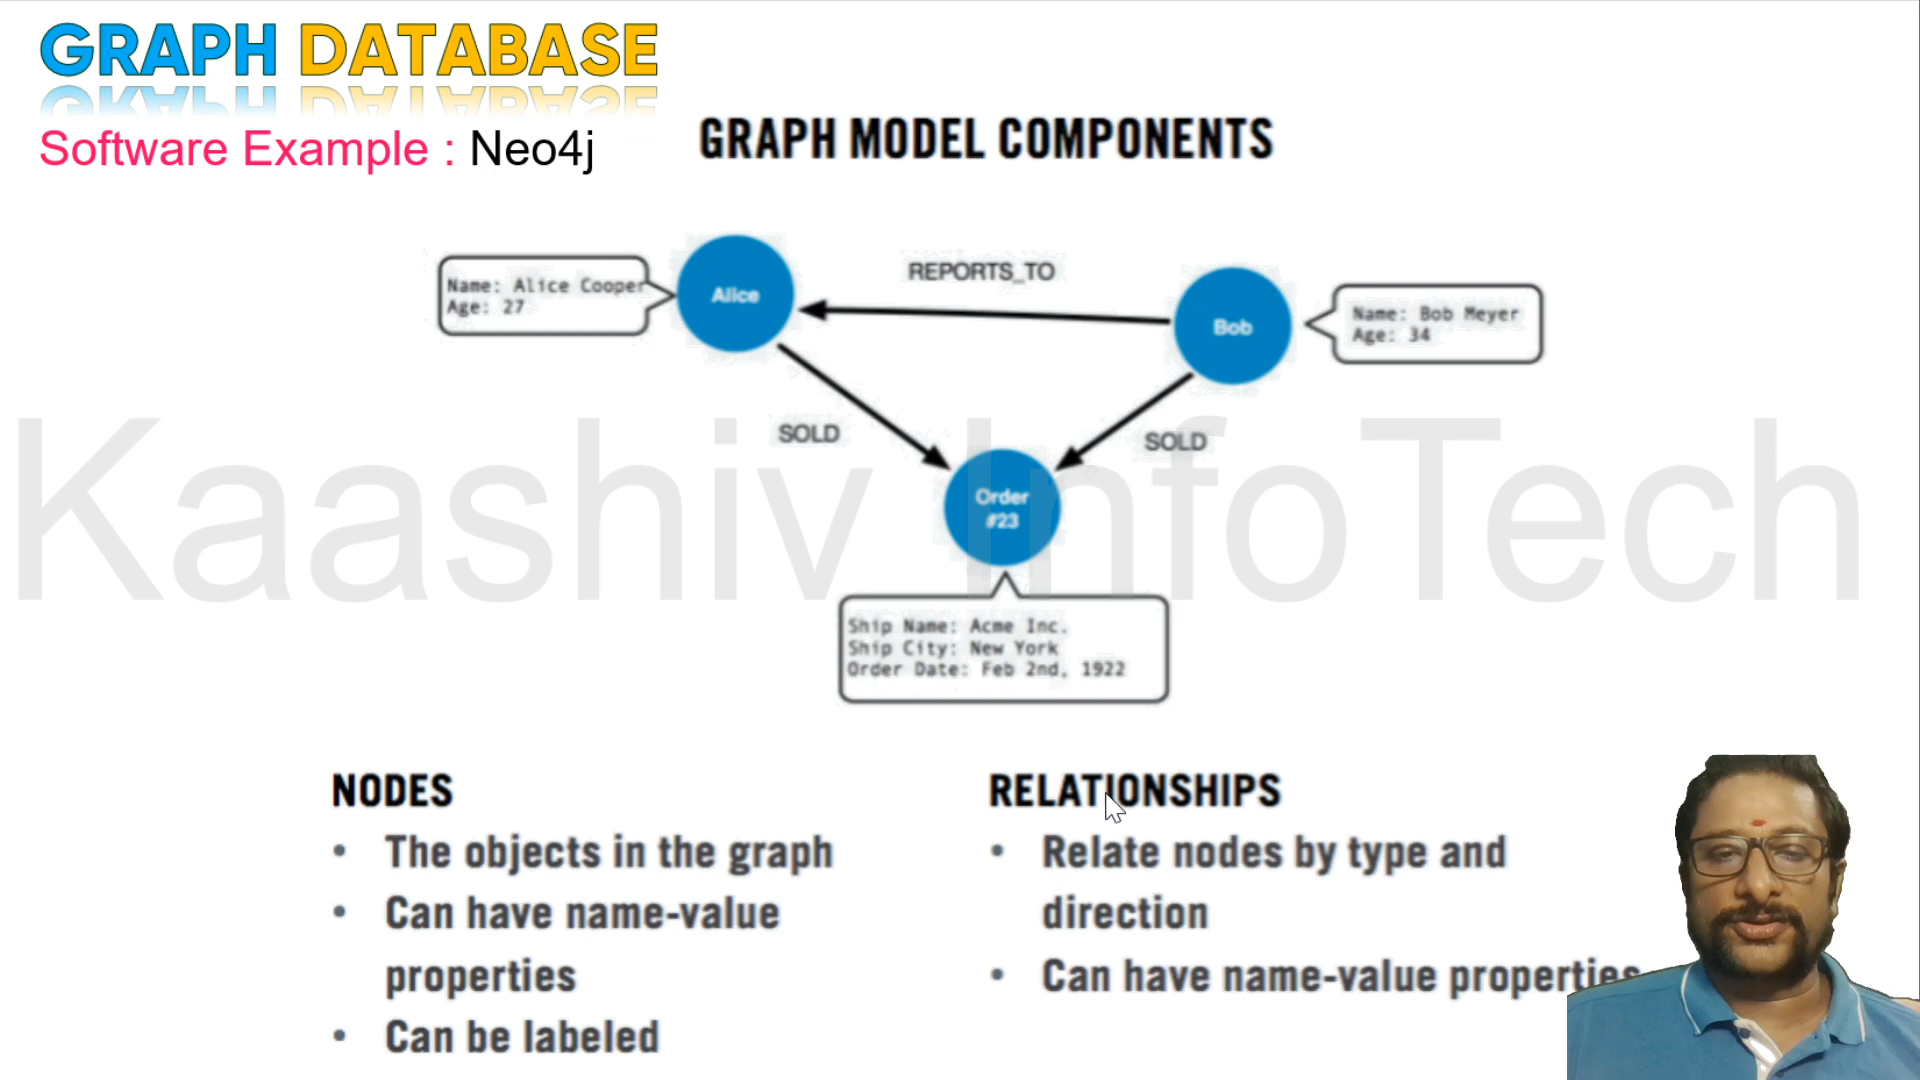 GRAPH DATABASE
Software Example : Neo4j
GRAPH MODEL COMPONENTS
Name: Alice Cooper
Age: 27
Alice
REPORTS_TO
Bob
Name: Bob Meyer
Age: 34
SOLD
SOLD
Order
#23
Kaashiv InfoTech
Ship Name: Acme Inc.
Ship City: New York
Order Date: Feb 2nd, 1922
NODES
• The objects in the graph
• Can have name-value
properties
• Can be labeled
RELATIONSHIPS
• Relate nodes by type and
direction
• Can have name-value properties